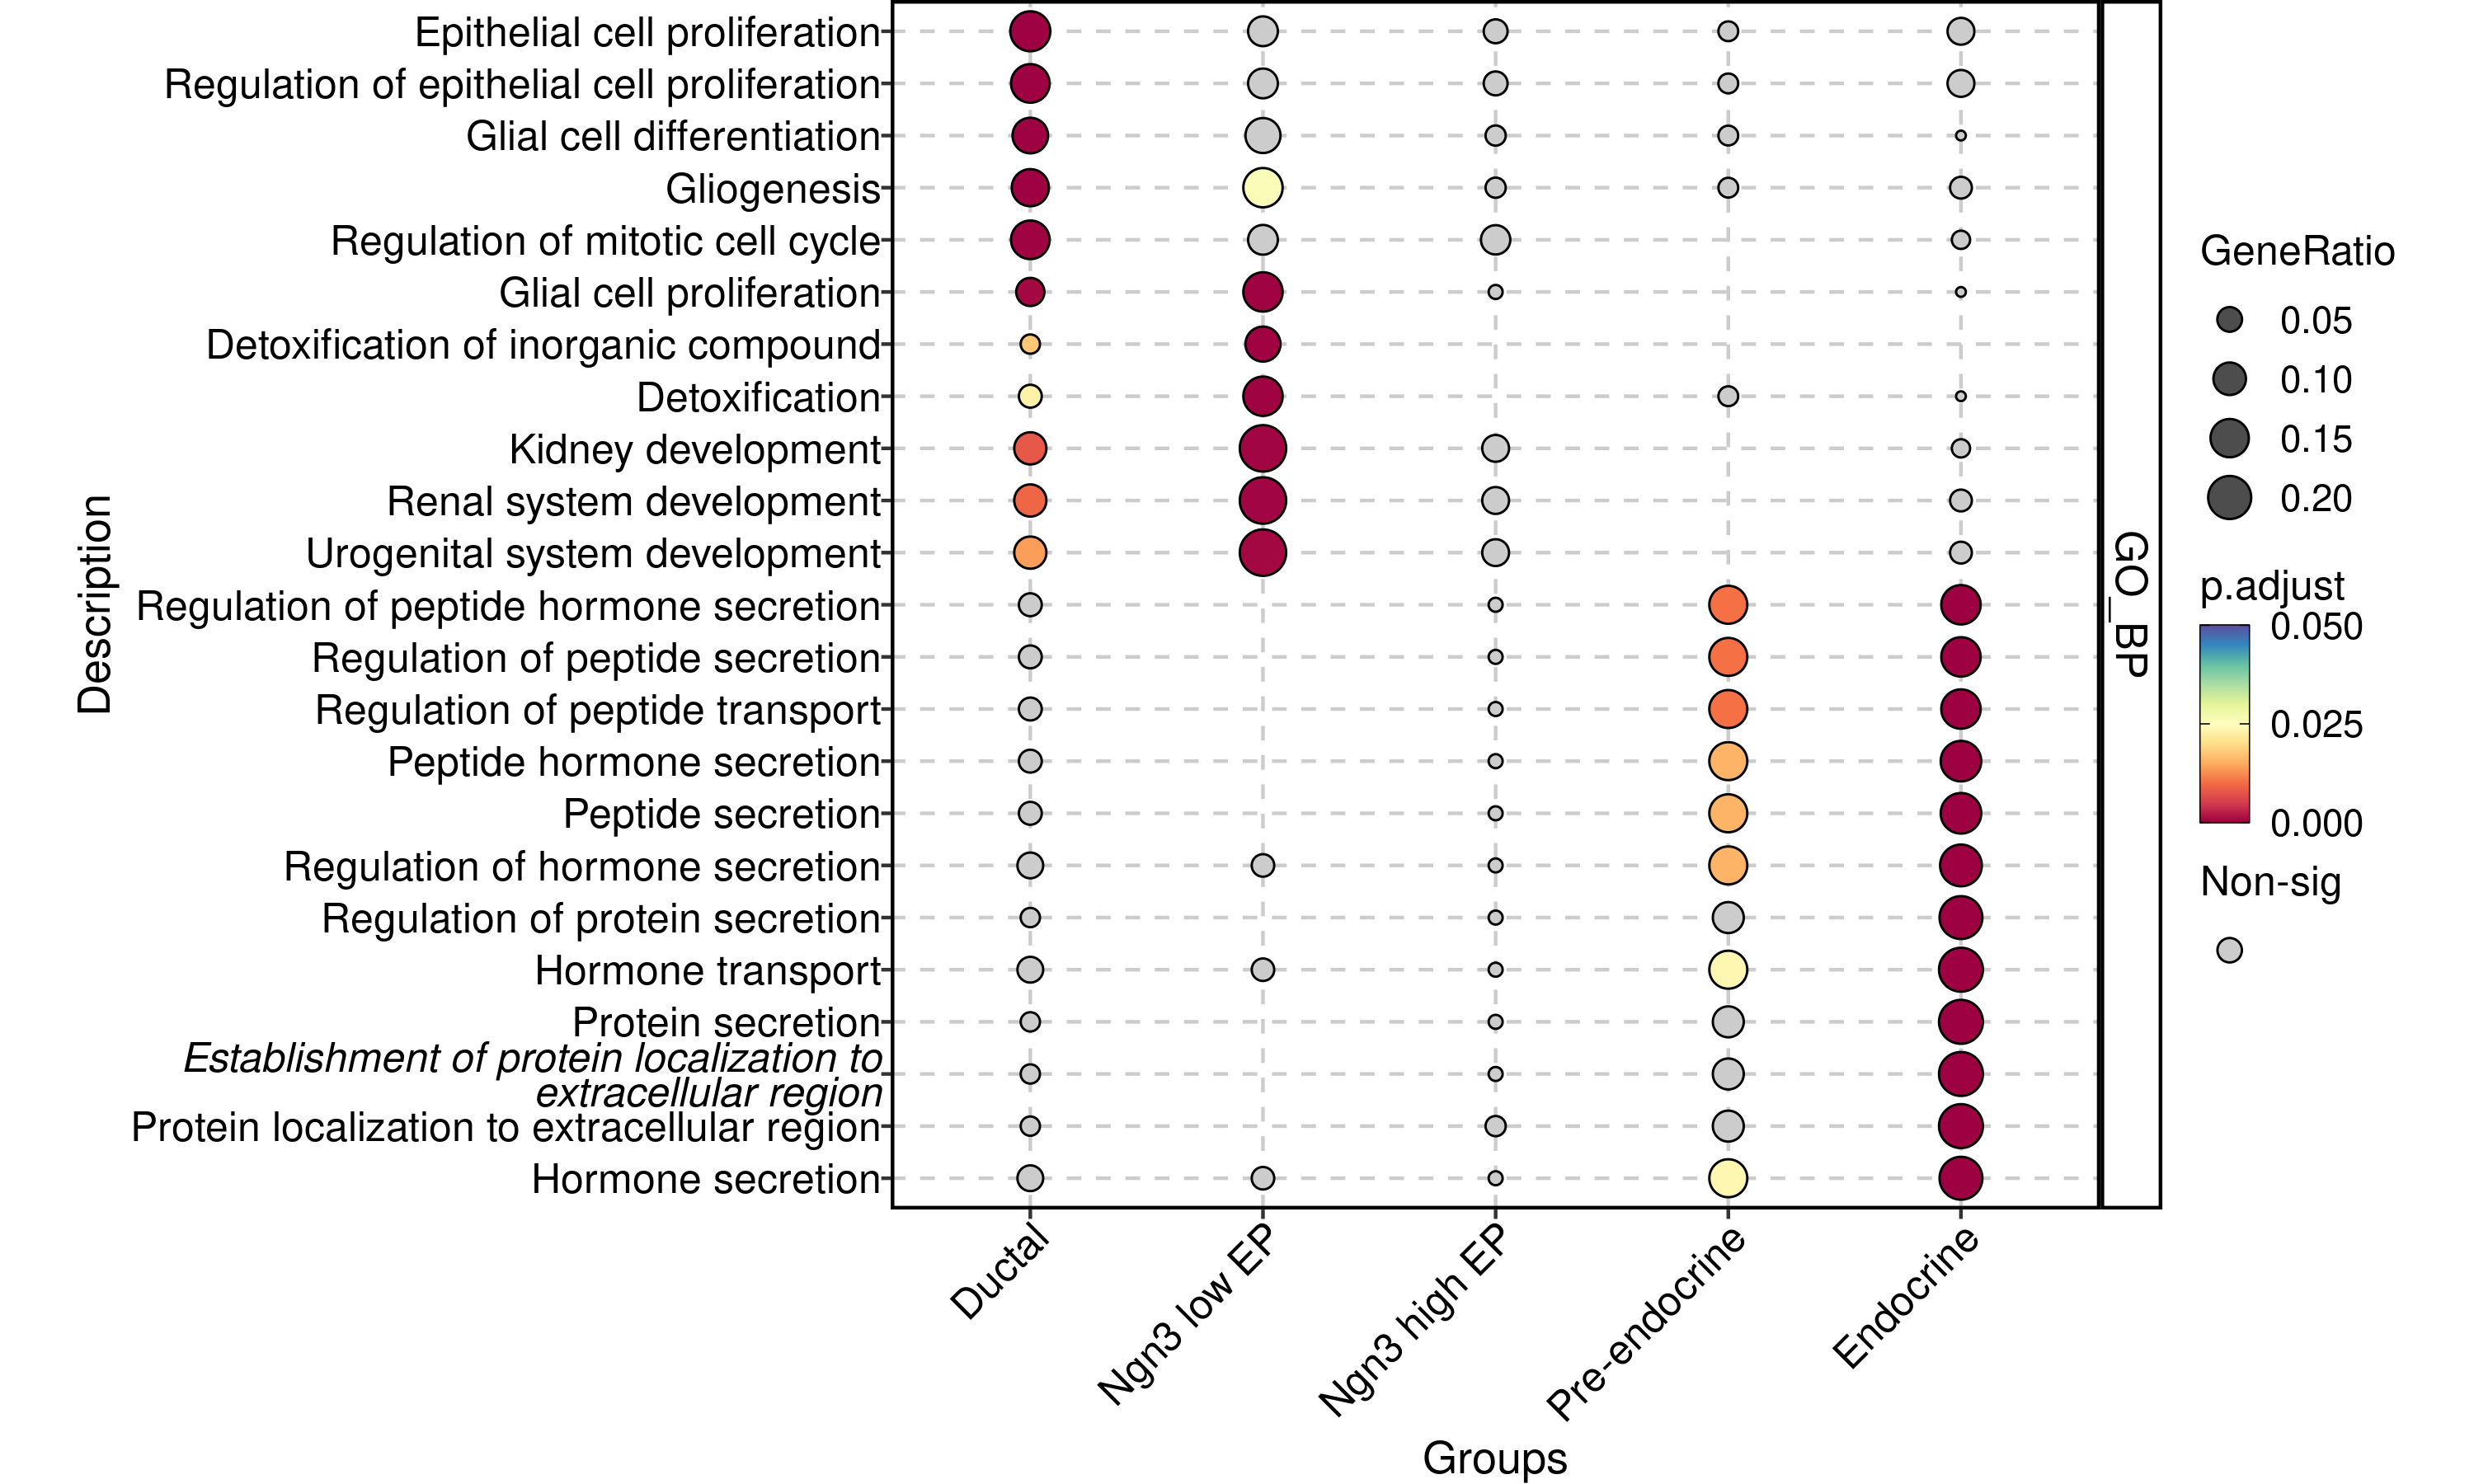 Epithelial cell proliferation
Regulation of epithelial cell proliferation
Glial cell differentiation
Gliogenesis
Regulation of mitotic cell cycle
Glial cell proliferation
Detoxification of inorganic compound
Detoxification
Kidney development
Renal system development
Urogenital system development
Regulation of peptide hormone secretion
Regulation of peptide secretion
Regulation of peptide transport
Peptide hormone secretion
Peptide secretion
Regulation of hormone secretion
Regulation of protein secretion
Hormone transport
Protein secretion
Establishment of protein localization to
extracellular region
Protein localization to extracellular region
Hormone secretion
Description
Ductal
Ngn3 low EP
Ngn3 high EP
Pre-endocrine
Endocrine
Groups
GO_BP
GeneRatio
0.05
0.10
0.15
0.20
p.adjust
0.050
0.025
0.000
Non-sig